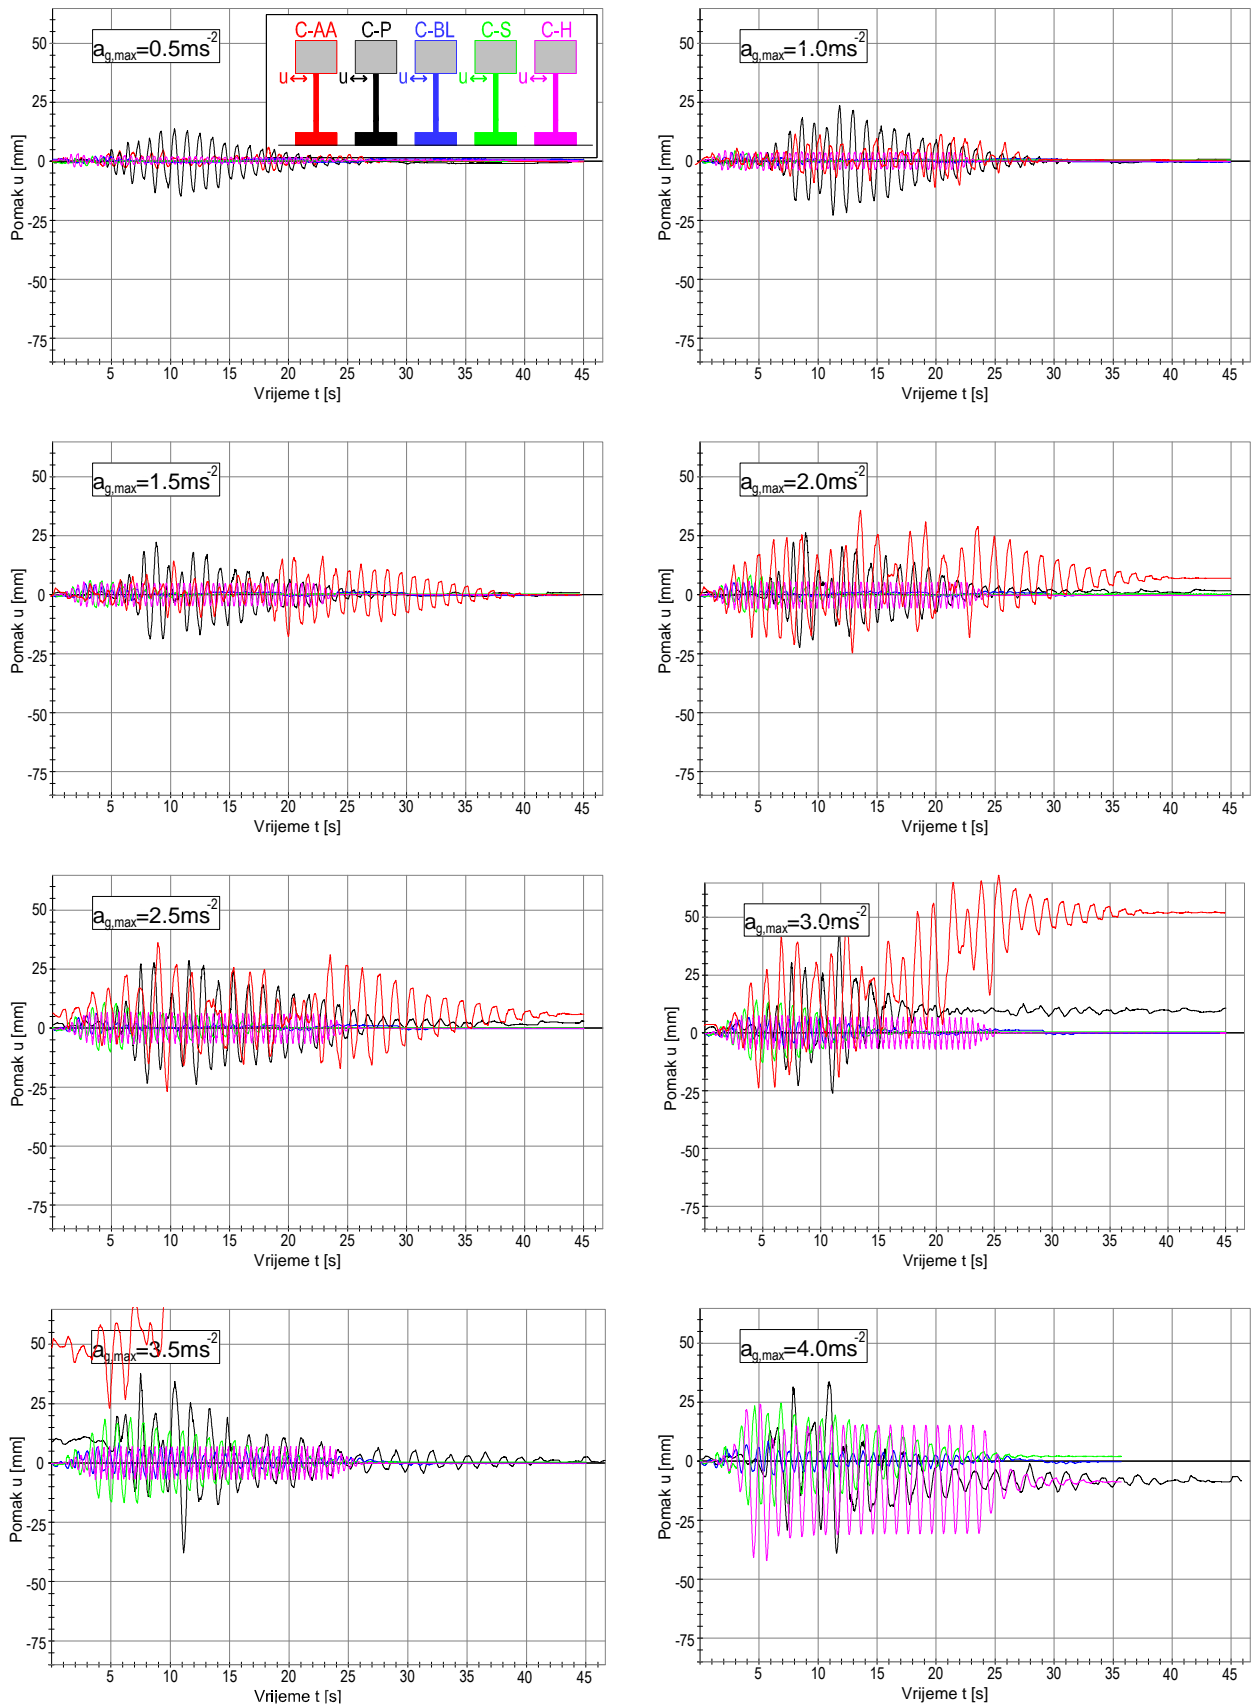 a_g,max=0.5ms^-2
C-AA C-P C-BL C-S C-H
u u u u u
50
25
0
-25
-50
-75
Pomak u [mm]
5 10 15 20 25 30 35 40 45
Vrijeme t [s]
a_g,max=1.0ms^-2
50
25
0
-25
-50
-75
Pomak u [mm]
5 10 15 20 25 30 35 40 45
Vrijeme t [s]
a_g,max=1.5ms^-2
50
25
0
-25
-50
-75
Pomak u [mm]
5 10 15 20 25 30 35 40 45
Vrijeme t [s]
a_g,max=2.0ms^-2
50
25
0
-25
-50
-75
Pomak u [mm]
5 10 15 20 25 30 35 40 45
Vrijeme t [s]
a_g,max=2.5ms^-2
50
25
0
-25
-50
-75
Pomak u [mm]
5 10 15 20 25 30 35 40 45
Vrijeme t [s]
a_g,max=3.0ms^-2
50
25
0
-25
-50
-75
Pomak u [mm]
5 10 15 20 25 30 35 40 45
Vrijeme t [s]
a_g,max=3.5ms^-2
50
25
0
-25
-50
-75
Pomak u [mm]
5 10 15 20 25 30 35 40 45
Vrijeme t [s]
a_g,max=4.0ms^-2
50
25
0
-25
-50
-75
Pomak u [mm]
5 10 15 20 25 30 35 40 45
Vrijeme t [s]